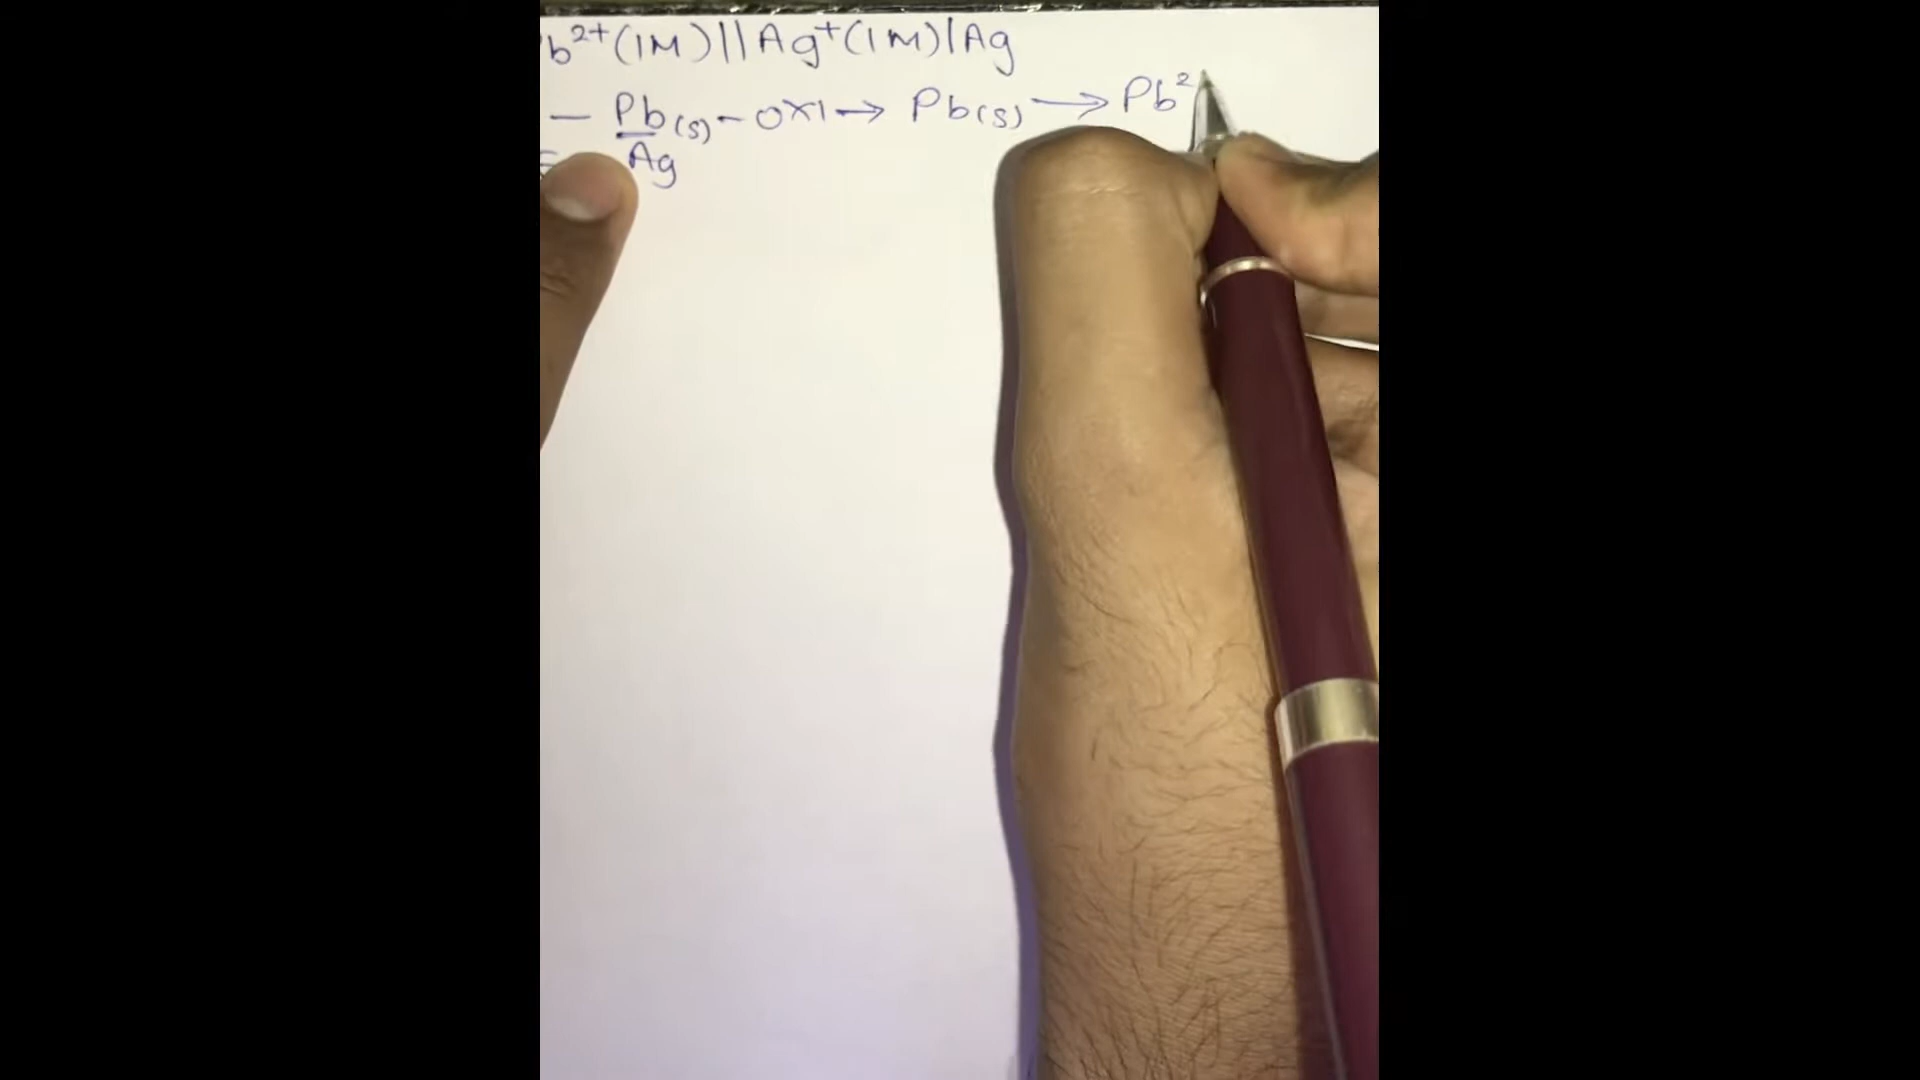 b²⁺(1M)||Ag⁺(1M)|Ag
— Pb(s) - OXI → Pb(s) → Pb²
Ag